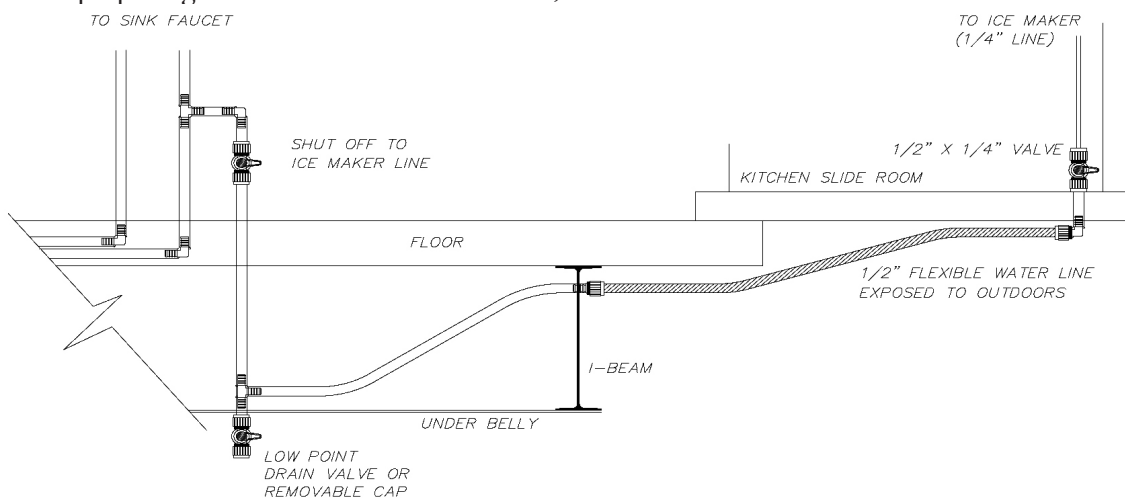 TO SINK FAUCET
TO ICE MAKER
(1/4" LINE)
SHUT OFF TO
ICE MAKER LINE
1/2" X 1/4" VALVE
KITCHEN SLIDE ROOM
FLOOR
1/2" FLEXIBLE WATER LINE
EXPOSED TO OUTDOORS
I-BEAM
UNDER BELLY
LOW POINT
DRAIN VALVE OR
REMOVABLE CAP